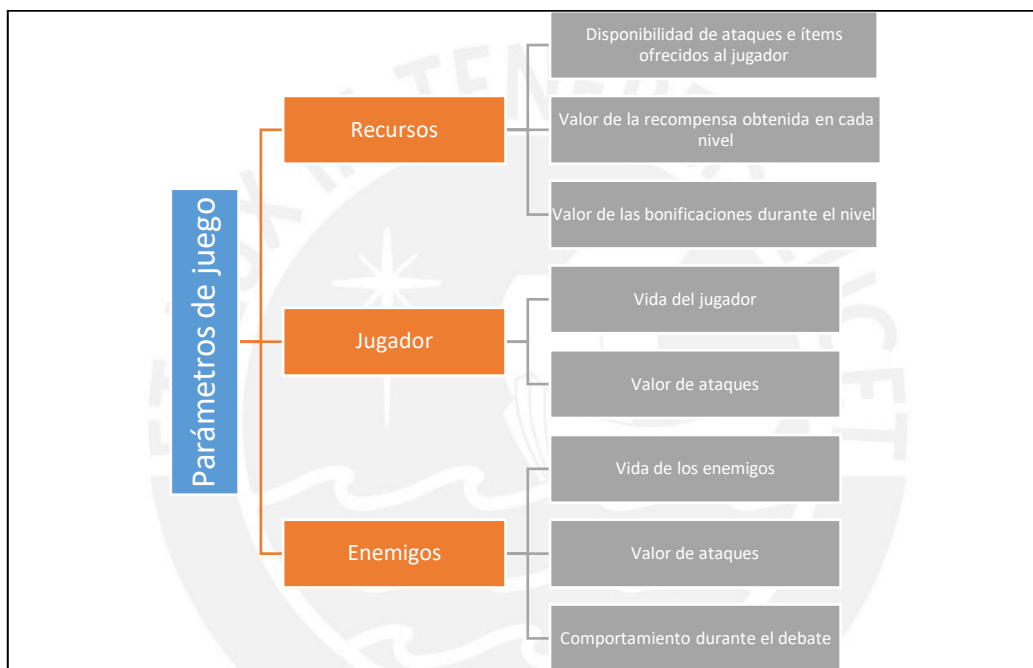 Parámetros de juego
Recursos
Disponibilidad de ataques e ítems
ofrecidos al jugador
Valor de la recompensa obtenida en cada
nivel
Valor de las bonificaciones durante el nivel
Jugador
Vida del jugador
Valor de ataques
Enemigos
Vida de los enemigos
Valor de ataques
Comportamiento durante el debate